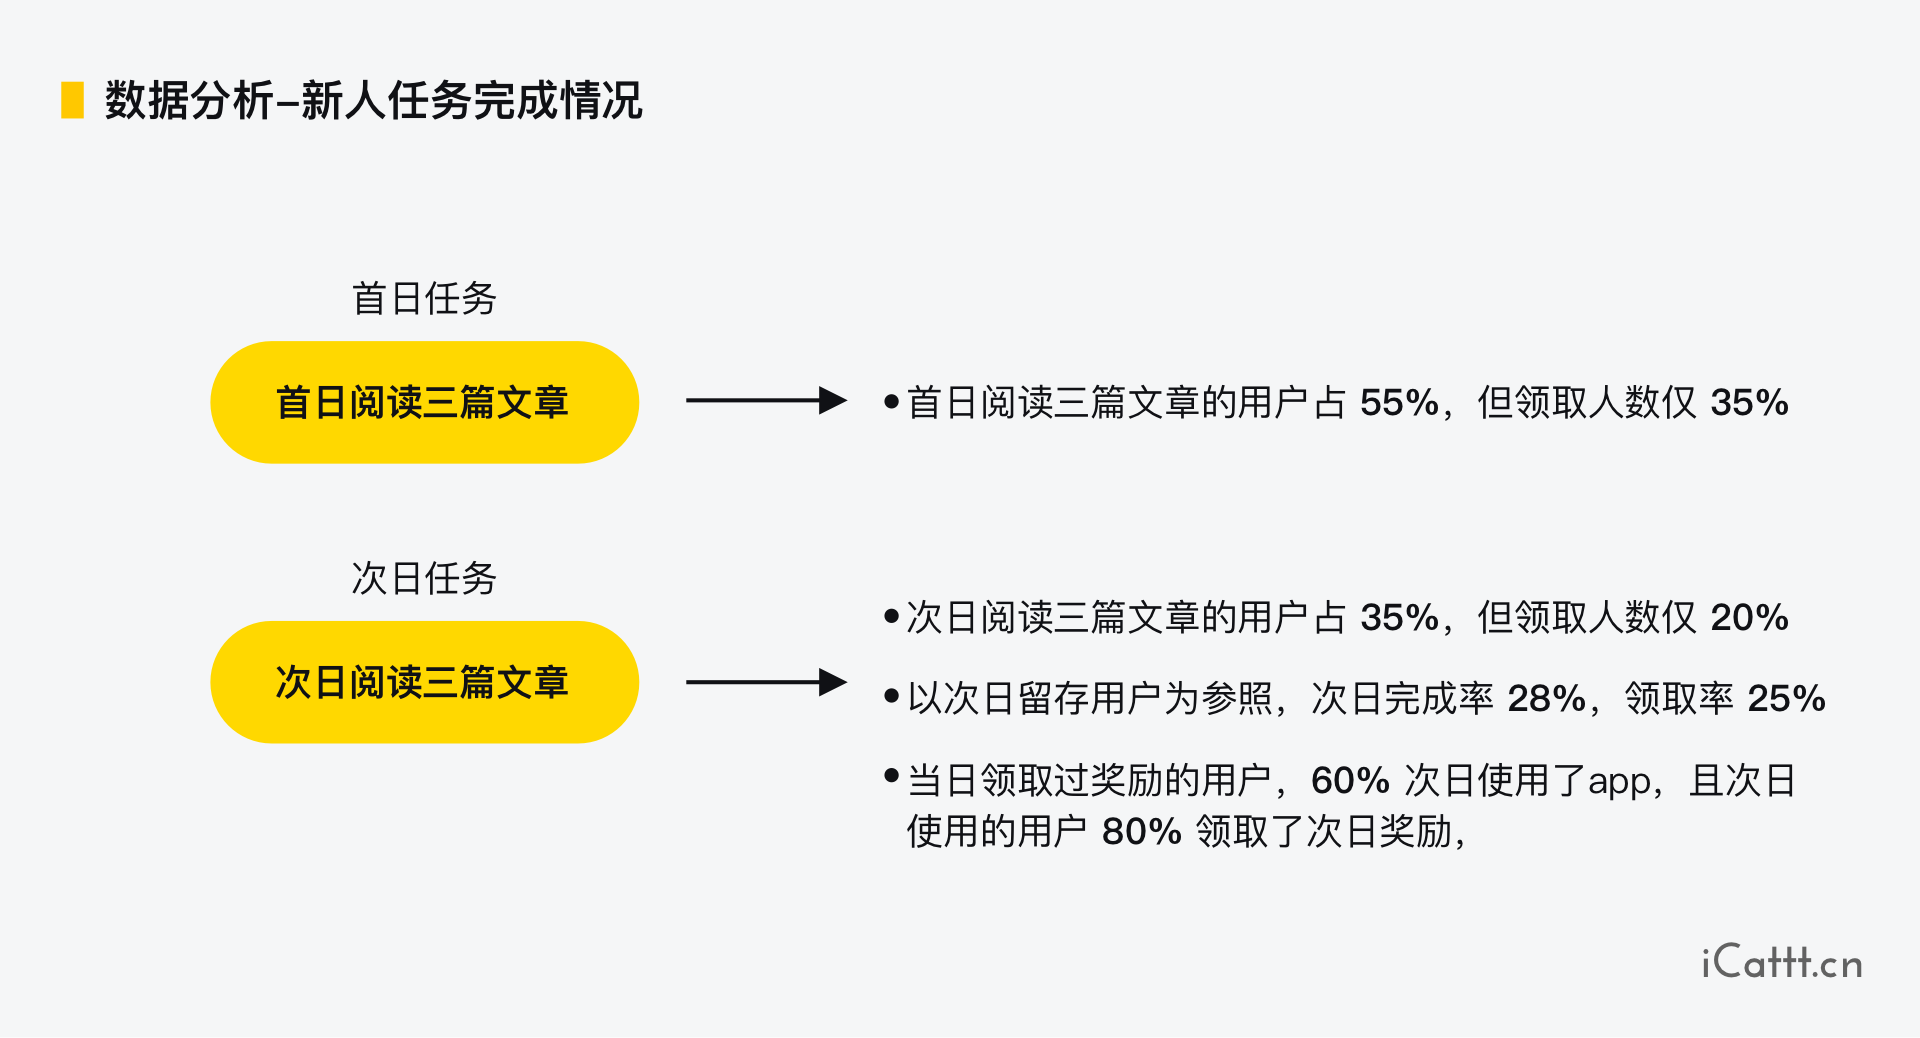 数据分析–新人任务完成情况
首日任务
首日阅读三篇文章
•首日阅读三篇文章的用户占 55%，但领取人数仅 35%
次日任务
次日阅读三篇文章
•次日阅读三篇文章的用户占 35%，但领取人数仅 20%
•以次日留存用户为参照，次日完成率 28%，领取率 25%
•当日领取过奖励的用户，60% 次日使用了app，且次日
使用的用户 80% 领取了次日奖励，
iCattt.cn